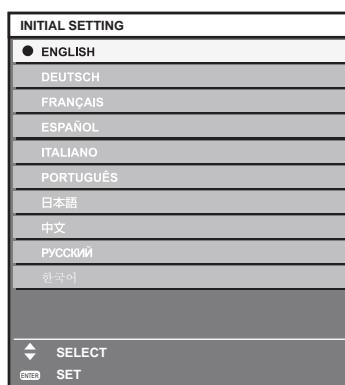 INITIAL SETTING
ENGLISH
DEUTSCH
FRANÇAIS
ESPAÑOL
ITALIANO
PORTUGUÊS
日本語
中文
РУССКИЙ
한국어
SELECT
ENTER SET